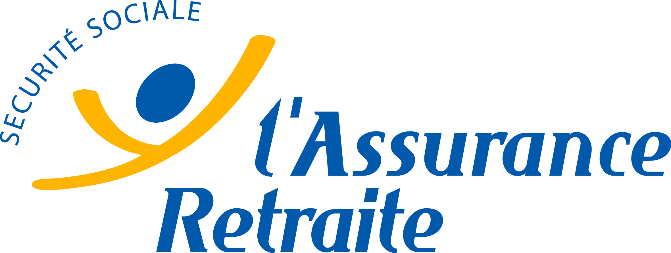 SECURITÉ SOCIALE
l'Assurance
Retraite